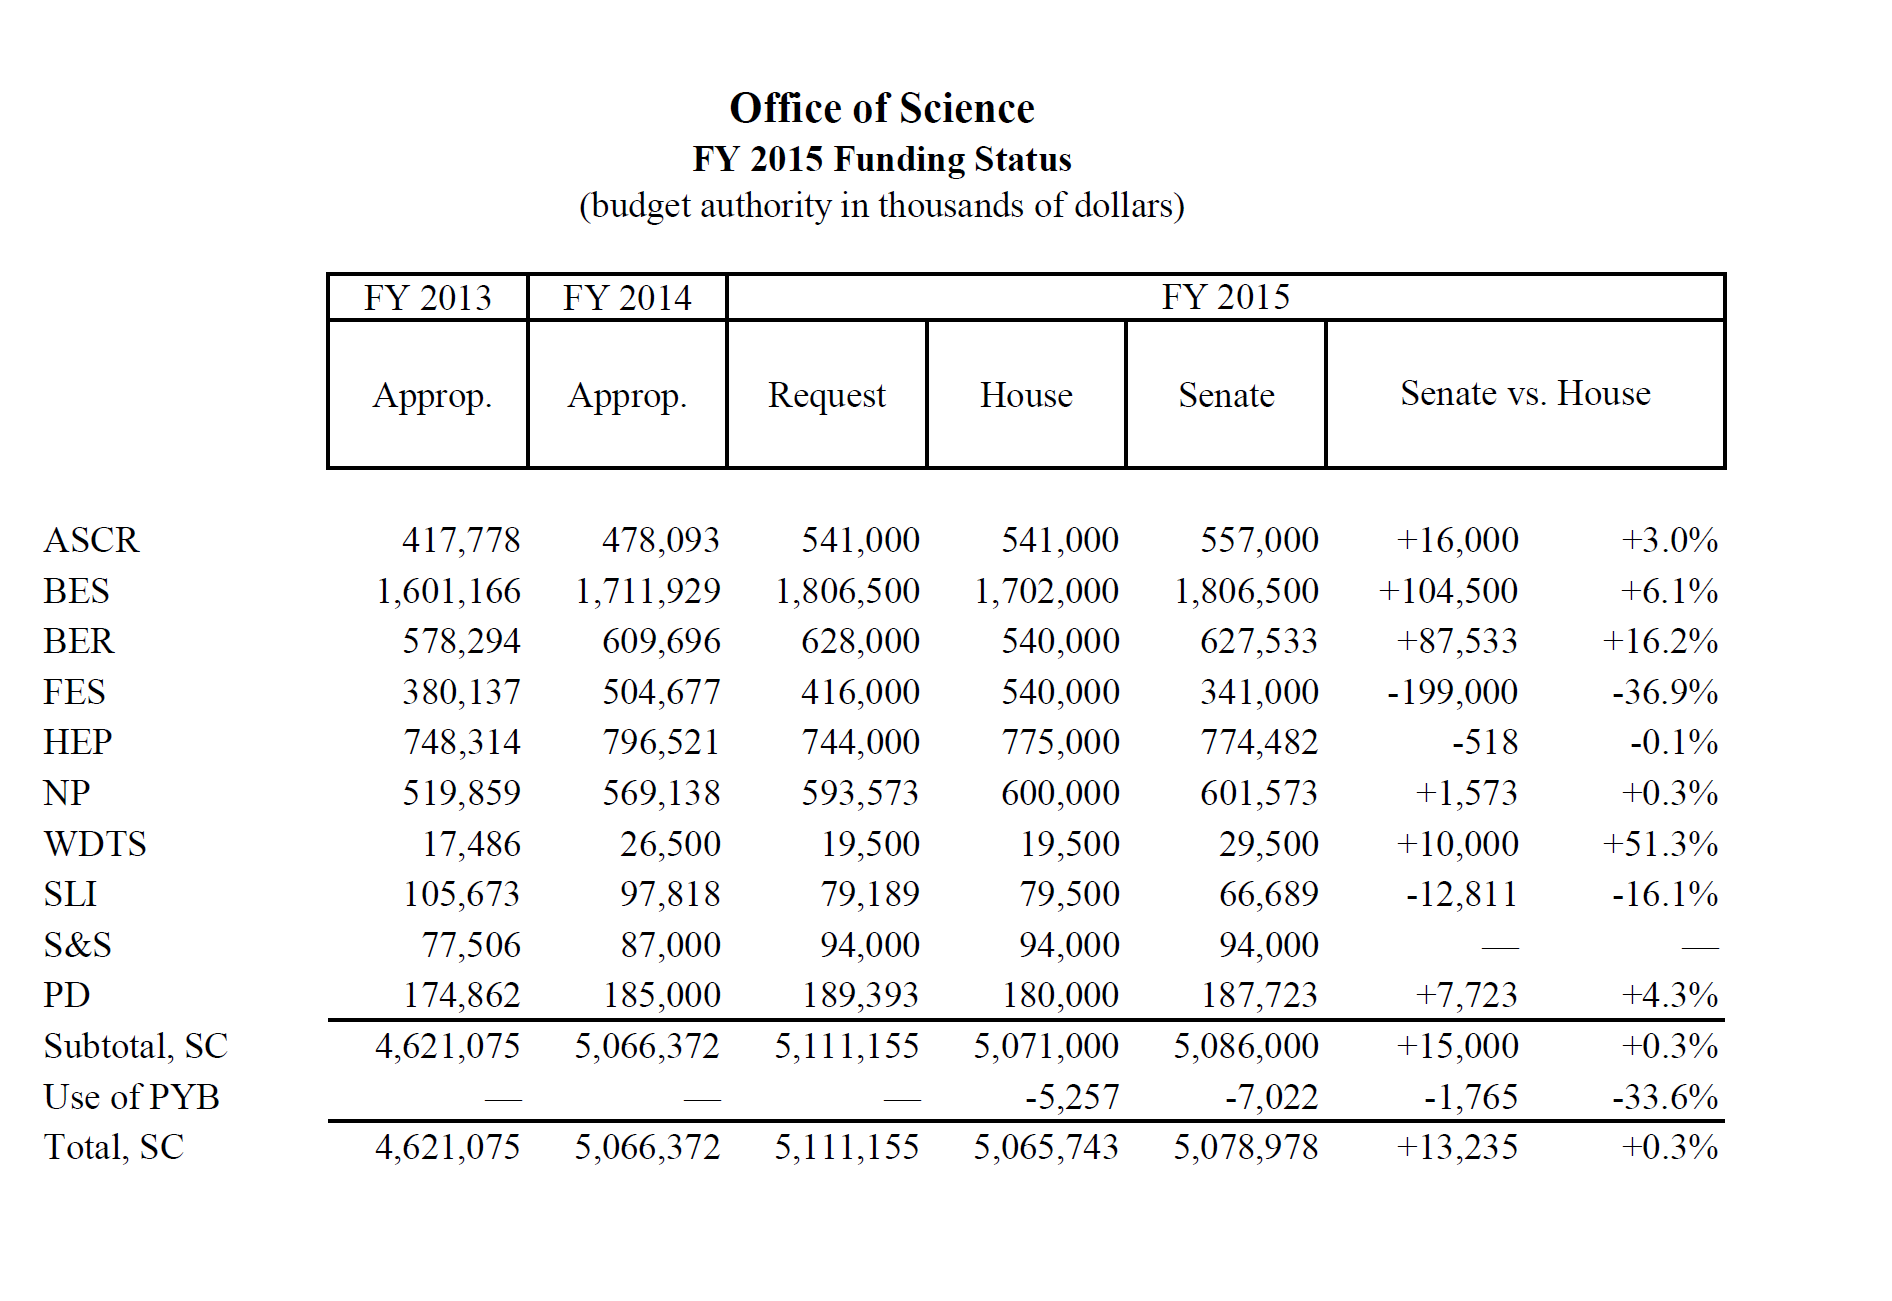 Office of Science
FY 2015 Funding Status
(budget authority in thousands of dollars)
FY 2013 FY 2014 FY 2015
Approp. Approp. Request House Senate Senate vs. House
ASCR 417,778 478,093 541,000 541,000 557,000 +16,000 +3.0%
BES 1,601,166 1,711,929 1,806,500 1,702,000 1,806,500 +104,500 +6.1%
BER 578,294 609,696 628,000 540,000 627,533 +87,533 +16.2%
FES 380,137 504,677 416,000 540,000 341,000 -199,000 -36.9%
HEP 748,314 796,521 744,000 775,000 774,482 -518 -0.1%
NP 519,859 569,138 593,573 600,000 601,573 +1,573 +0.3%
WDTS 17,486 26,500 19,500 19,500 29,500 +10,000 +51.3%
SLI 105,673 97,818 79,189 79,500 66,689 -12,811 -16.1%
S&S 77,506 87,000 94,000 94,000 94,000 — —
PD 174,862 185,000 189,393 180,000 187,723 +7,723 +4.3%
Subtotal, SC 4,621,075 5,066,372 5,111,155 5,071,000 5,086,000 +15,000 +0.3%
Use of PYB — — — -5,257 -7,022 -1,765 -33.6%
Total, SC 4,621,075 5,066,372 5,111,155 5,065,743 5,078,978 +13,235 +0.3%